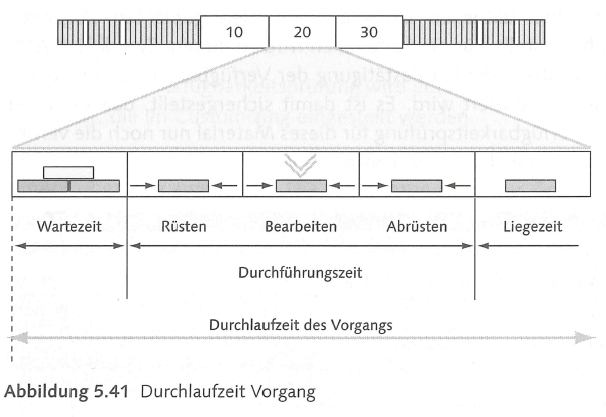 10 20 30
Wartezeit Rüsten Bearbeiten Abrüsten Liegezeit
Durchführungszeit
Durchlaufzeit des Vorgangs
Abbildung 5.41 Durchlaufzeit Vorgang